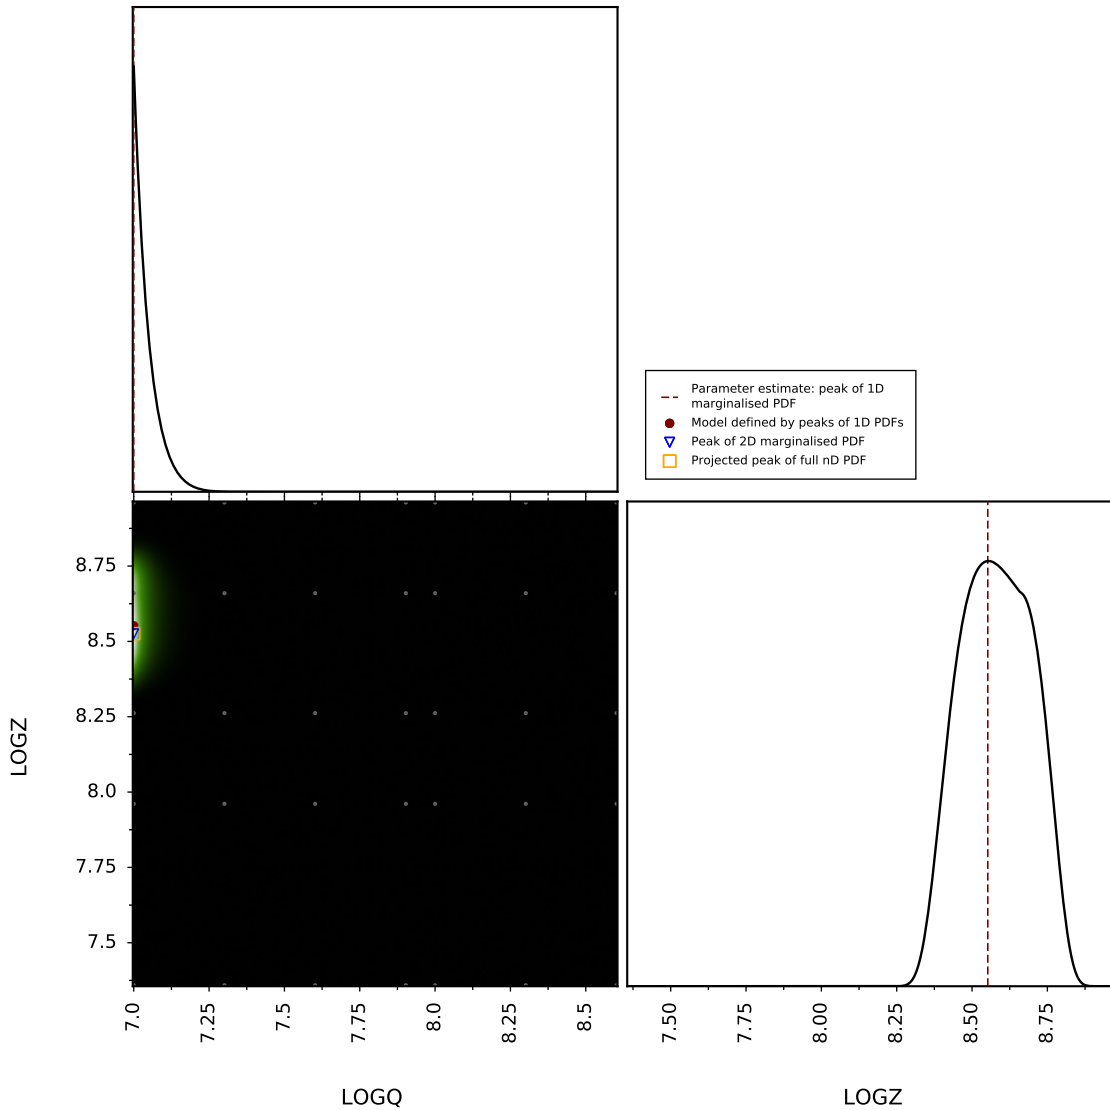 Parameter estimate: peak of 1D
marginalised PDF
Model defined by peaks of 1D PDFs
Peak of 2D marginalised PDF
Projected peak of full nD PDF
8.75
8.5
8.25
8.0
7.75
7.5
LOGZ
7.0
7.25
7.5
7.75
8.0
8.25
8.5
LOGQ
7.50
7.75
8.00
8.25
8.50
8.75
LOGZ